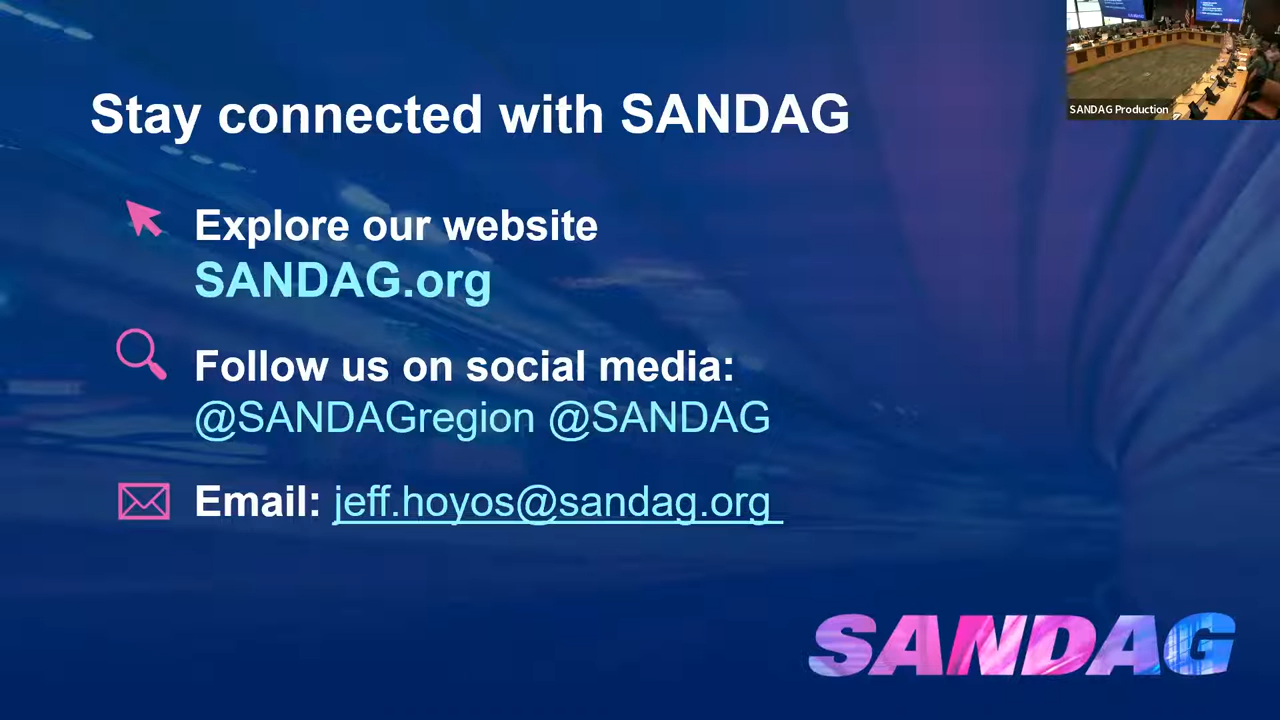 Stay connected with SANDAG
SANDAG Production
Explore our website
SANDAG.org
Follow us on social media:
@SANDAGregion @SANDAG
Email: jeff.hoyos@sandag.org
SANDAG